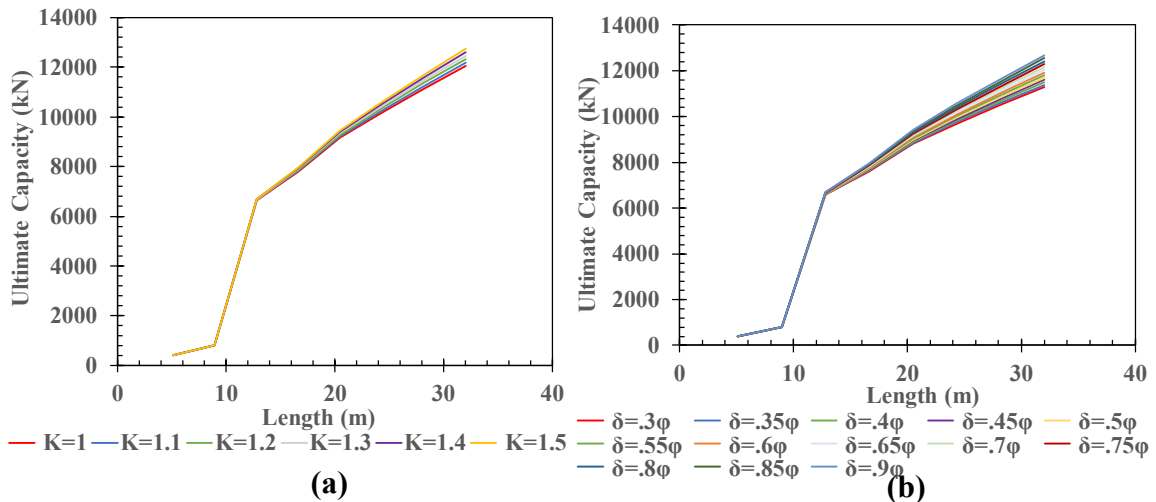 14000
12000
10000
8000
6000
4000
2000
0
Ultimate Capacity (kN)
0 10 20 30 40
Length (m)
K=1 K=1.1 K=1.2 K=1.3 K=1.4 K=1.5
(a)
14000
12000
10000
8000
6000
4000
2000
0
Ultimate Capacity (kN)
0 10 20 30 40
Length (m)
δ=.3φ δ=.35φ δ=.4φ δ=.45φ δ=.5φ
δ=.55φ δ=.6φ δ=.65φ δ=.7φ δ=.75φ
δ=.8φ δ=.85φ δ=.9φ
(b)